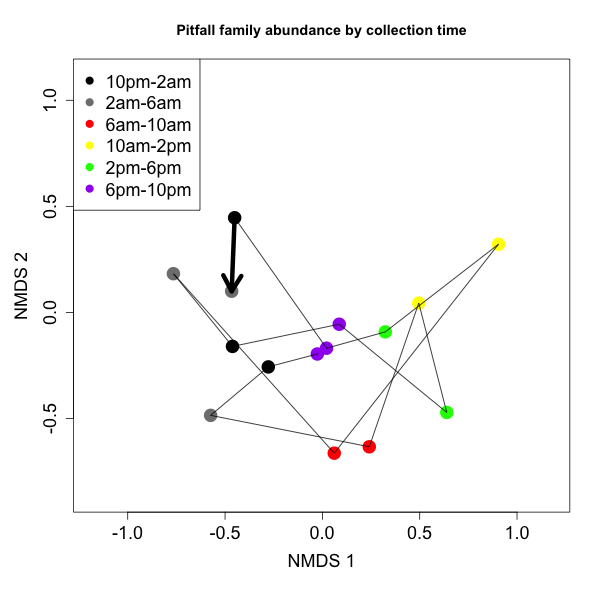 Pitfall family abundance by collection time
10pm-2am
2am-6am
6am-10am
10am-2pm
2pm-6pm
6pm-10pm
1.0
0.5
0.0
-0.5
NMDS 2
-1.0 -0.5 0.0 0.5 1.0
NMDS 1